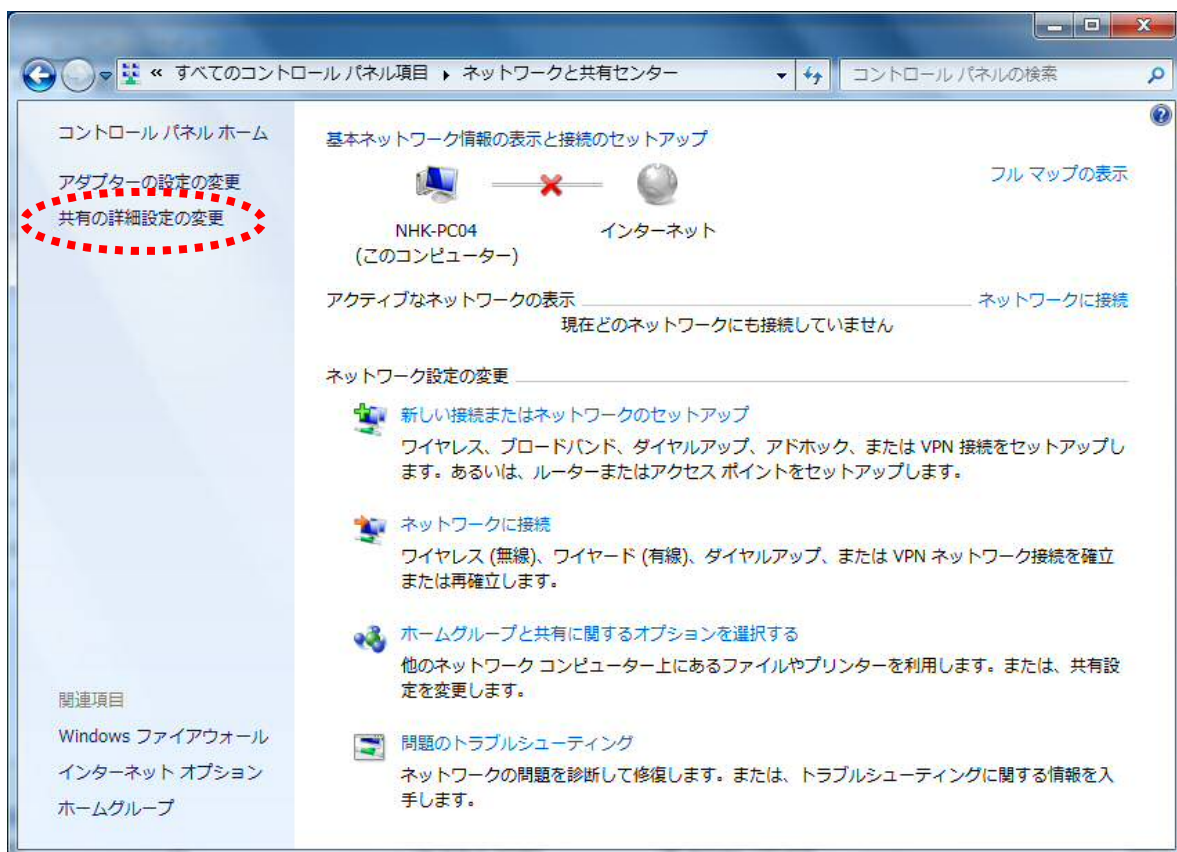 « すべてのコントロール パネル項目 ▸ ネットワークと共有センター
コントロール パネルの検索
コントロール パネル ホーム
アダプターの設定の変更
共有の詳細設定の変更
基本ネットワーク情報の表示と接続のセットアップ
フル マップの表示
NHK-PC04
(このコンピューター)
インターネット
アクティブなネットワークの表示
ネットワークに接続
現在どのネットワークにも接続していません
ネットワーク設定の変更
新しい接続またはネットワークのセットアップ
ワイヤレス、ブロードバンド、ダイヤルアップ、アドホック、または VPN 接続をセットアップし
ます。あるいは、ルーターまたはアクセス ポイントをセットアップします。
ネットワークに接続
ワイヤレス (無線)、ワイヤード (有線)、ダイヤルアップ、または VPN ネットワーク接続を確立
または再確立します。
ホームグループと共有に関するオプションを選択する
他のネットワーク コンピューター上にあるファイルやプリンターを利用します。または、共有設
定を変更します。
問題のトラブルシューティング
ネットワークの問題を診断して修復します。または、トラブルシューティングに関する情報を入
手します。
関連項目
Windows ファイアウォール
インターネット オプション
ホームグループ